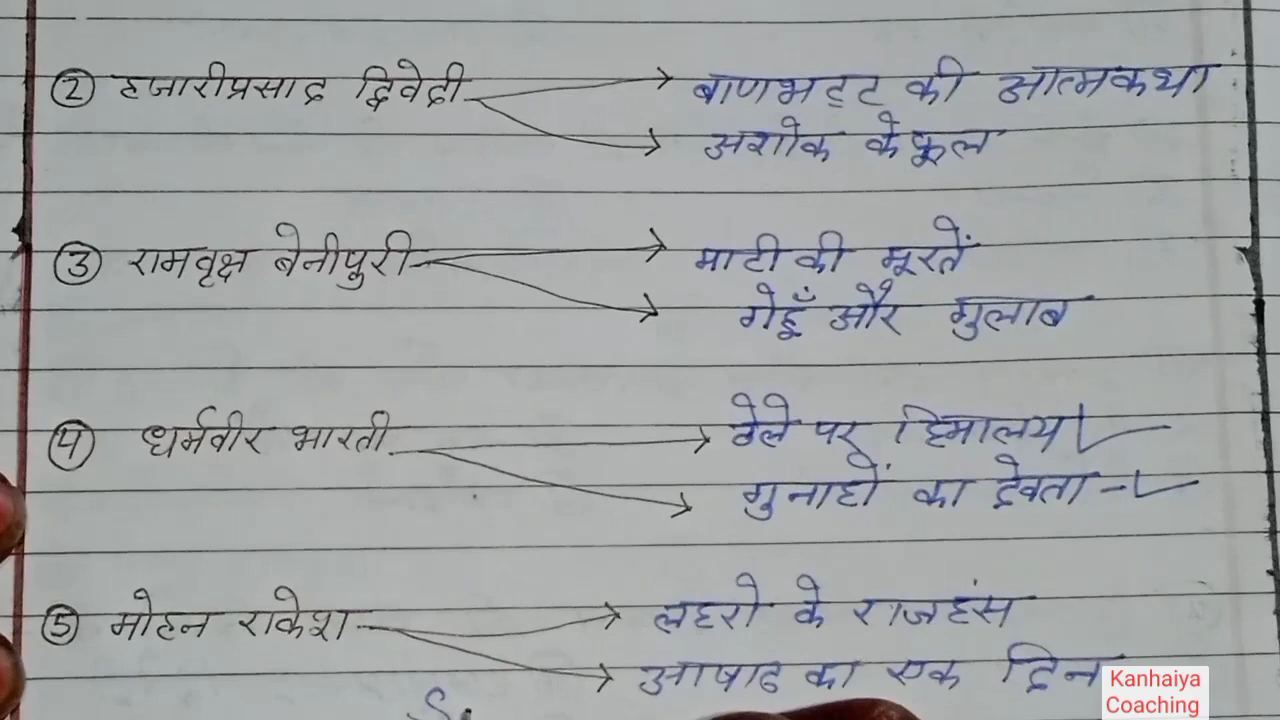 ② हजारीप्रसाद द्विवेदी → बाणभट्ट की आत्मकथा
→ अशोक के फूल
③ रामवृक्ष बेनीपुरी → माटी की मूरतें
→ गेहूँ और गुलाब
④ धर्मवीर भारती → ठेले पर हिमालय
→ गुनाहों का देवता
⑤ मोहन राकेश → लहरो के राजहंस
→ आषाढ का एक दिन
Kanhaiya
Coaching